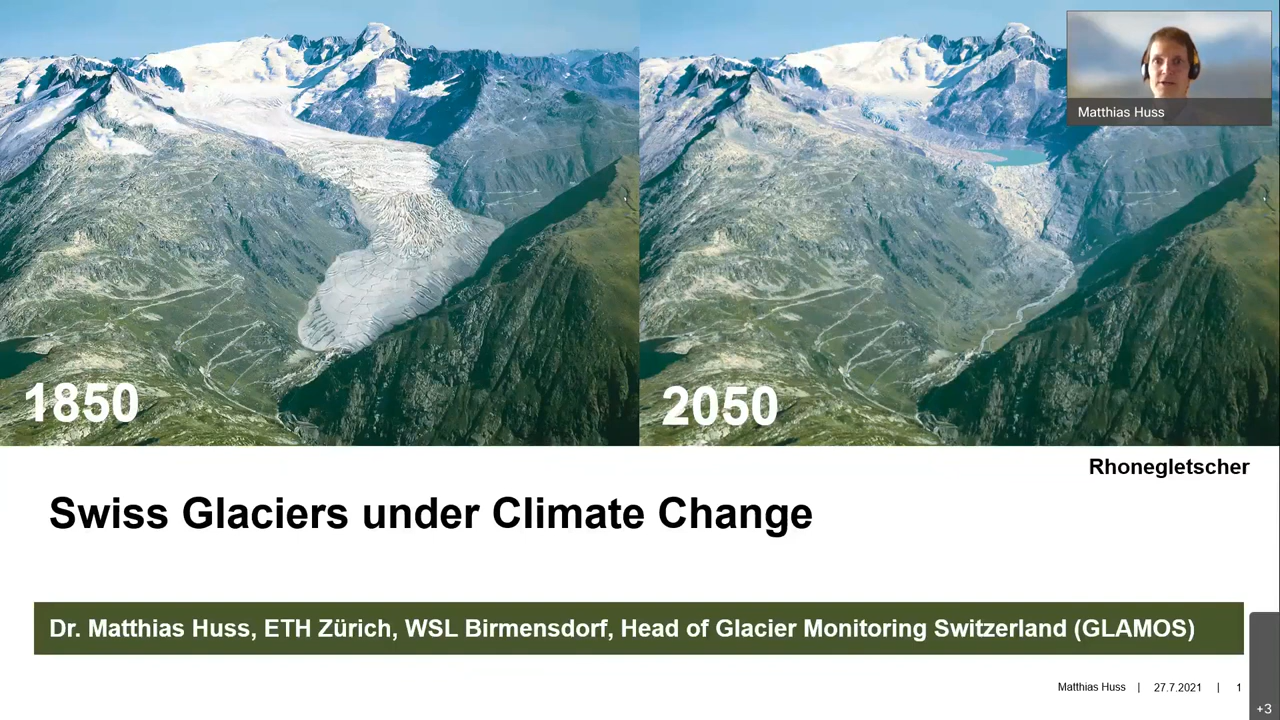 Matthias Huss
1850
2050
Rhonegletscher
Swiss Glaciers under Climate Change
Dr. Matthias Huss, ETH Zürich, WSL Birmensdorf, Head of Glacier Monitoring Switzerland (GLAMOS)
Matthias Huss | 27.7.2021 | 1
+3